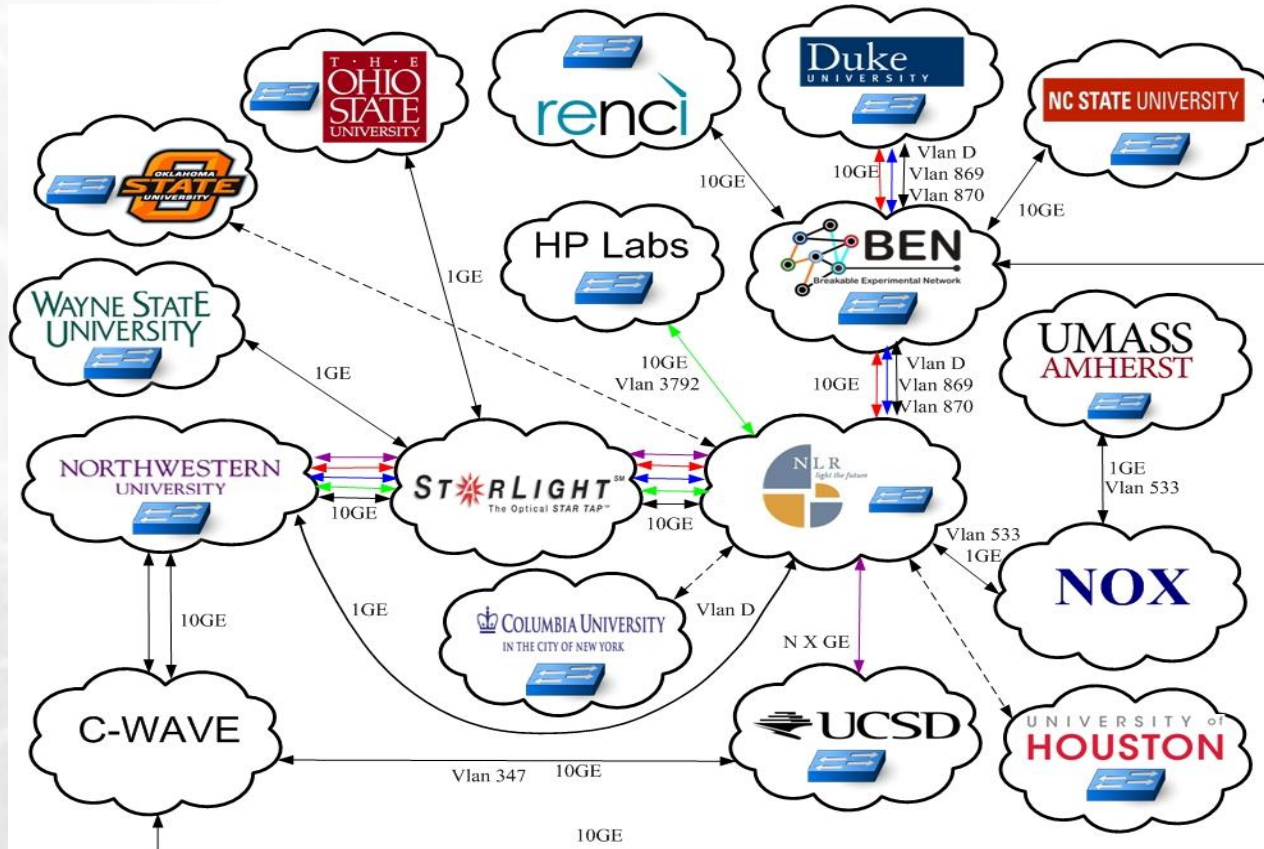 T · H · E
OHIO
STATE
UNIVERSITY
renci
Duke
UNIVERSITY
NC STATE UNIVERSITY
OKLAHOMA
STATE
UNIVERSITY
10GE
10GE
Vlan D
Vlan 869
Vlan 870
10GE
HP Labs
BEN
Breakable Experimental Network
1GE
WAYNE STATE
UNIVERSITY
10GE
Vlan 3792
10GE
Vlan D
Vlan 869
Vlan 870
UMASS
AMHERST
1GE
NORTHWESTERN
UNIVERSITY
10GE
STARLIGHT SM
The Optical STAR TAP™
10GE
NLR
light the future
1GE
Vlan 533
Vlan 533
1GE
NOX
10GE
1GE
COLUMBIA UNIVERSITY
IN THE CITY OF NEW YORK
Vlan D
N X GE
C-WAVE
Vlan 347
10GE
UCSD
UNIVERSITY of
HOUSTON
10GE